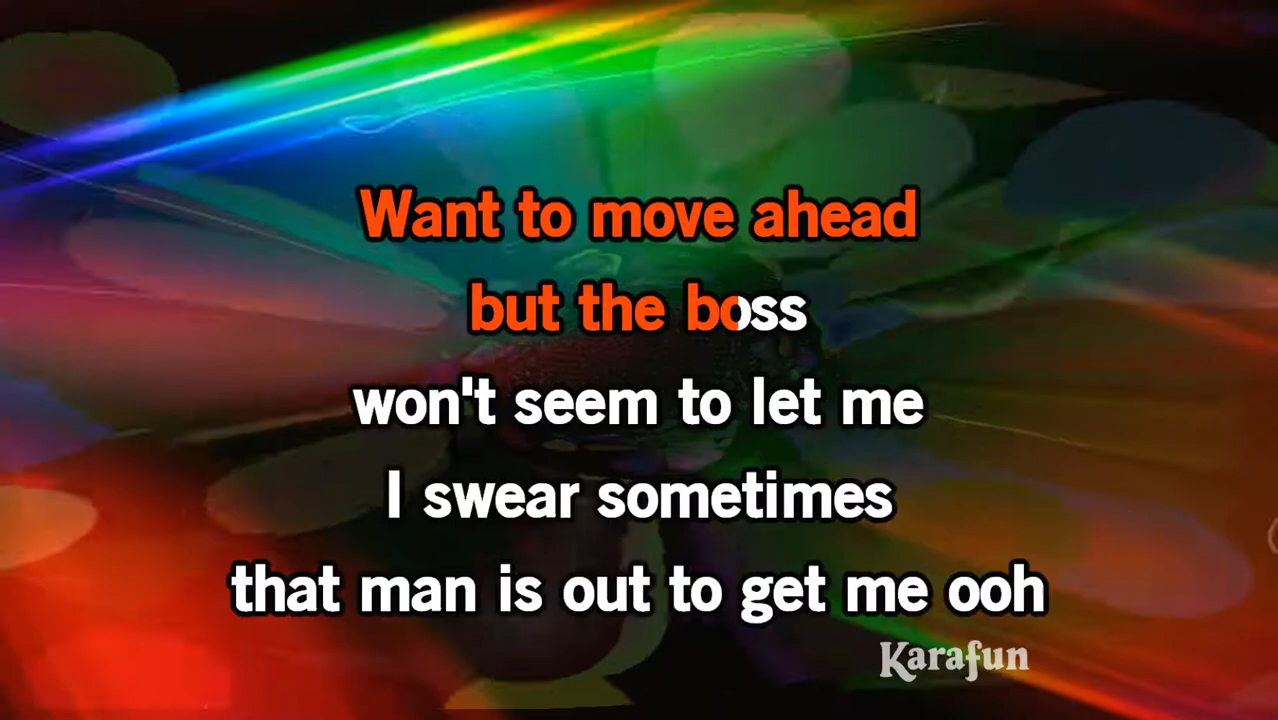 Want to move ahead
but the boss
won't seem to let me
I swear sometimes
that man is out to get me ooh
Karafun